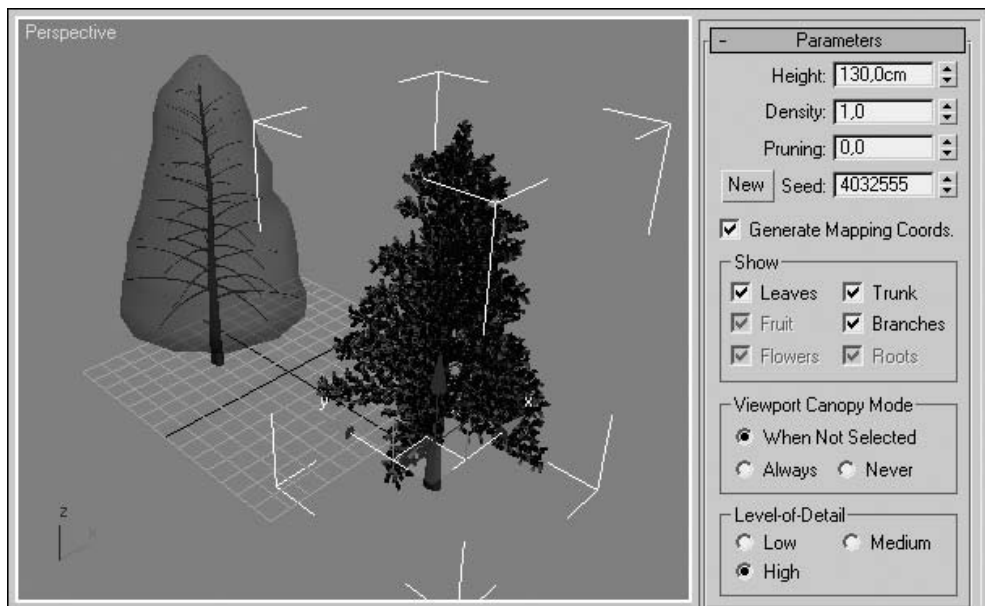 Perspective
y
x
z
x
- Parameters
Height: 130,0cm
Density: 1,0
Pruning: 0,0
New Seed: 4032555
Generate Mapping Coords.
Show
Leaves Trunk
Fruit Branches
Flowers Roots
Viewport Canopy Mode
When Not Selected
Always Never
Level-of-Detail
Low Medium
High